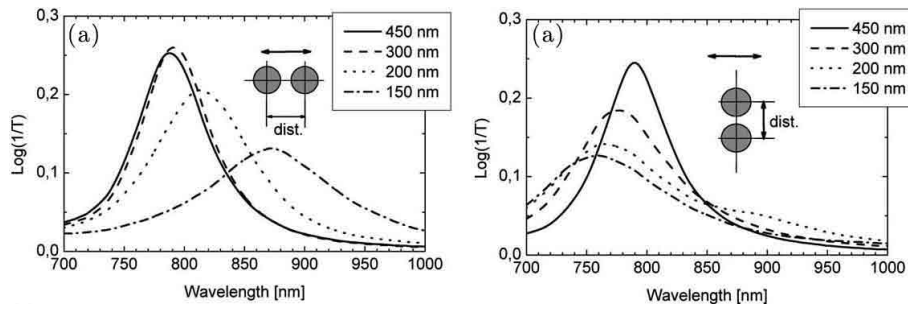 0,3
(a)
450 nm
300 nm
200 nm
150 nm
0,2
Log(1/T)
dist.
0,1
0,0
700 750 800 850 900 950 1000
Wavelength [nm]
0,3
(a)
450 nm
300 nm
200 nm
150 nm
0,2
Log(1/T)
dist.
0,1
0,0
700 750 800 850 900 950 1000
Wavelength [nm]